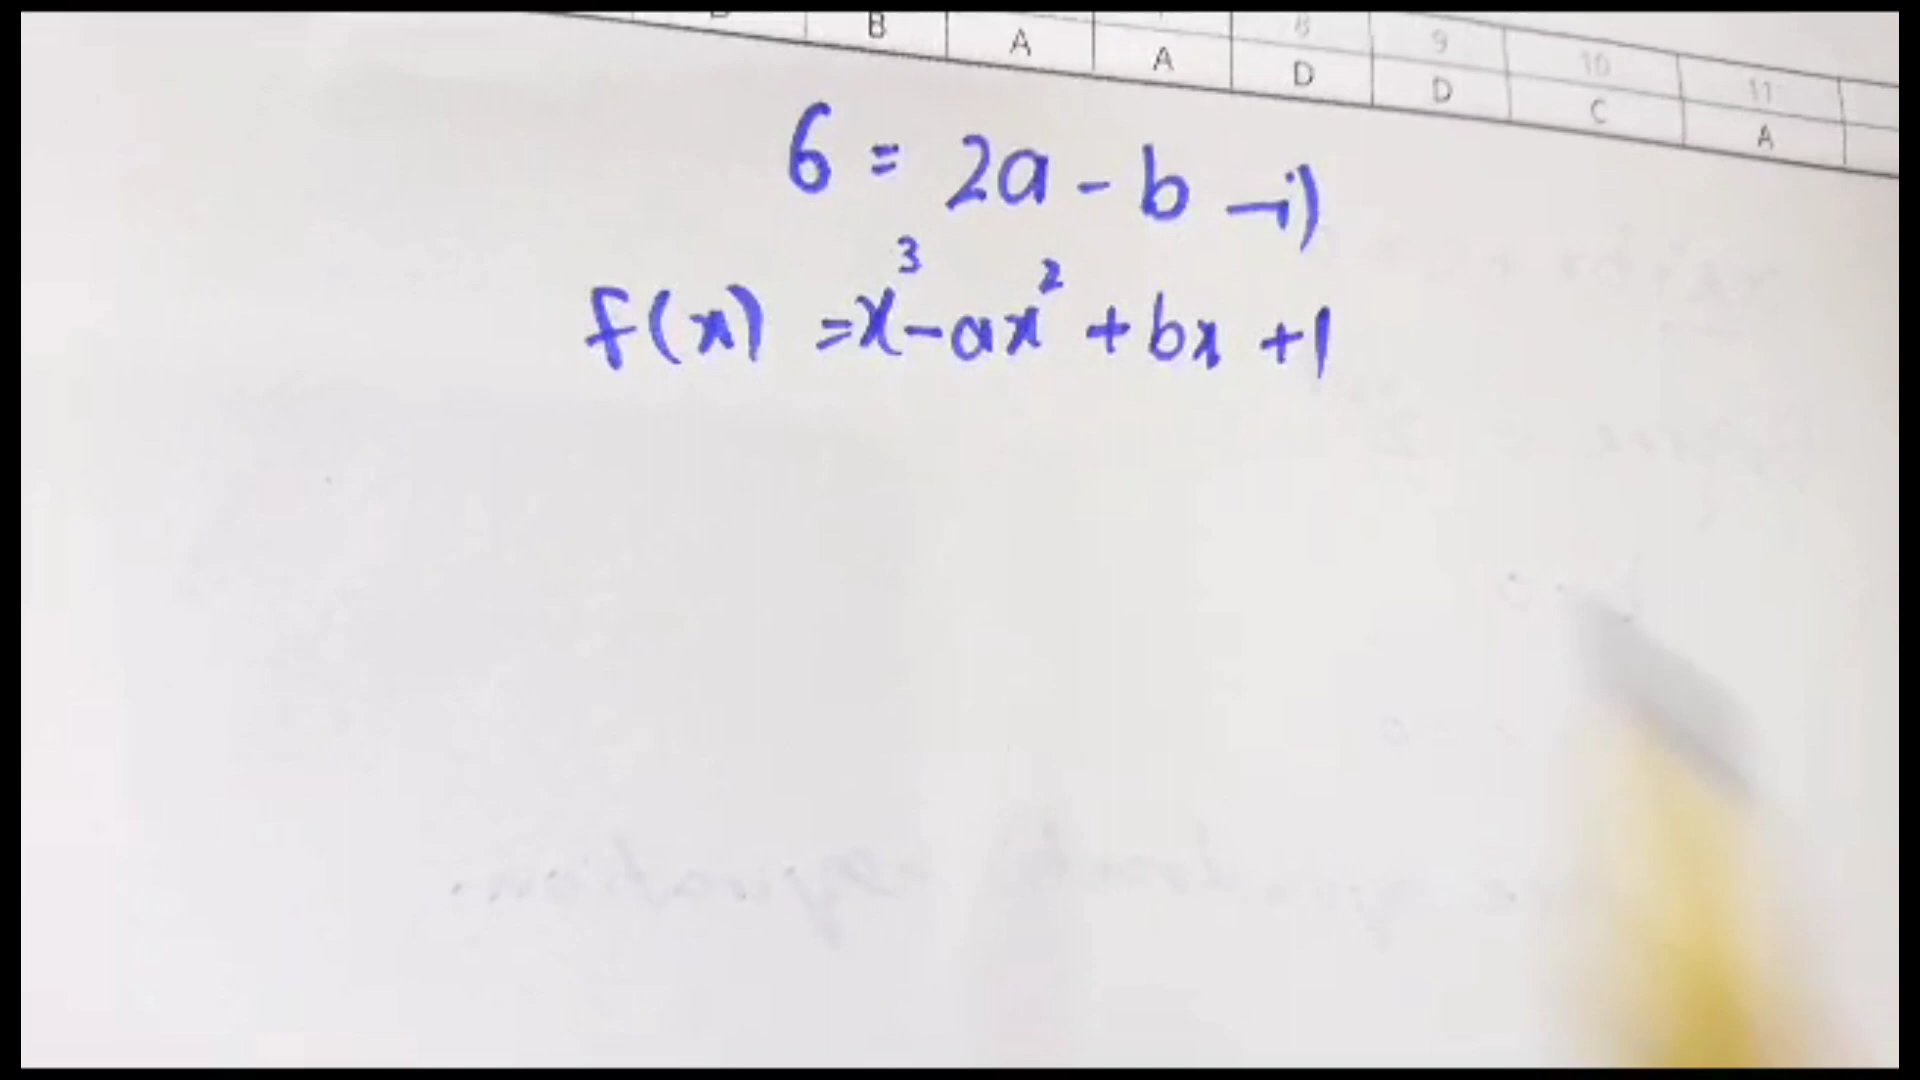 B A A D D C A
8 9 10 11
6 = 2a - b —i)
f(x) = x³ - ax² + bx + 1